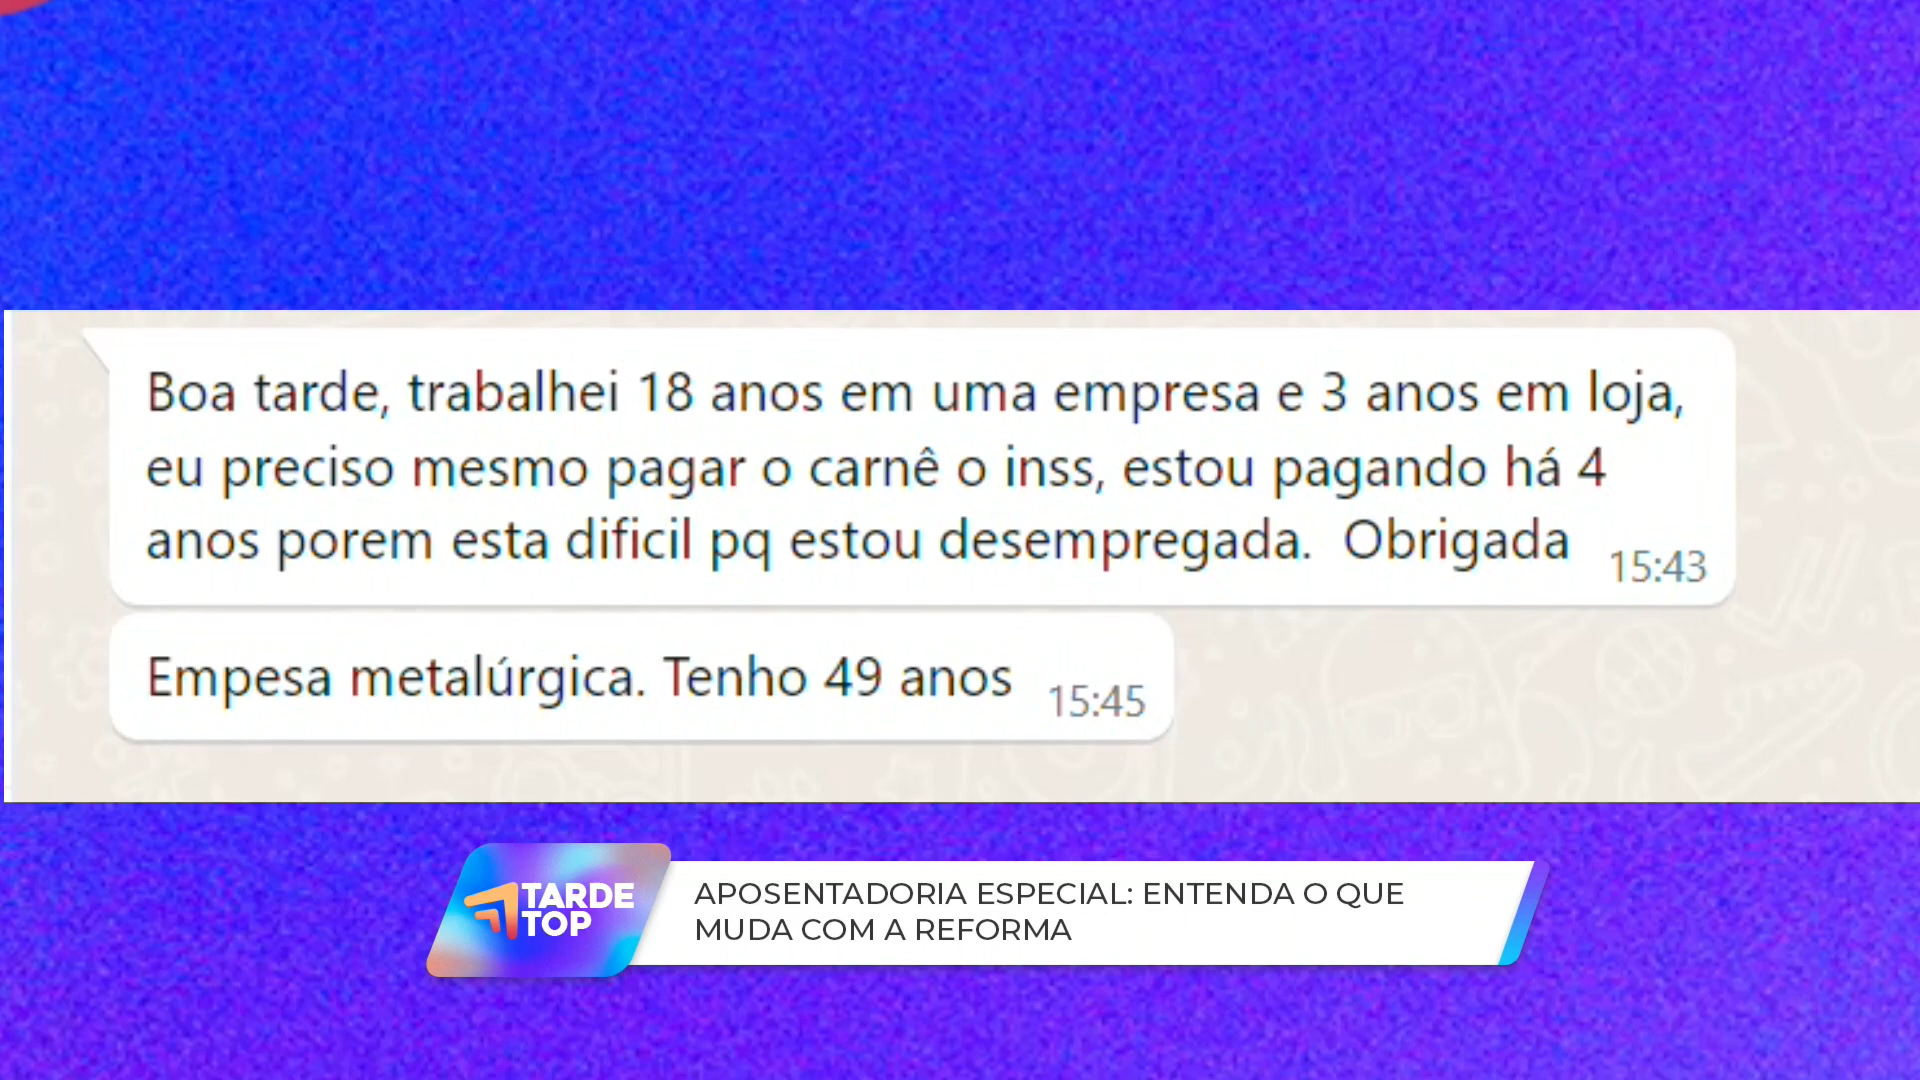 Boa tarde, trabalhei 18 anos em uma empresa e 3 anos em loja,
eu preciso mesmo pagar o carnê o inss, estou pagando há 4
anos porem esta dificil pq estou desempregada. Obrigada 15:43
Empesa metalúrgica. Tenho 49 anos 15:45
TARDE
TOP
APOSENTADORIA ESPECIAL: ENTENDA O QUE
MUDA COM A REFORMA